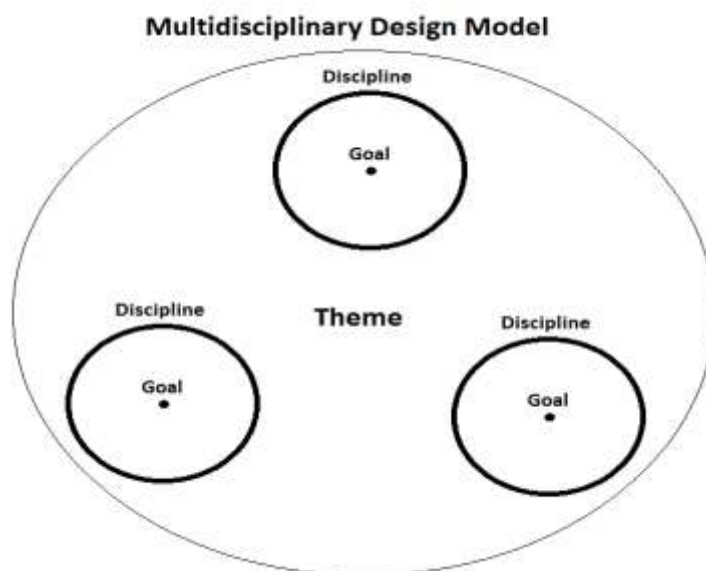 Multidisciplinary Design Model
Discipline
Goal
Discipline
Theme
Discipline
Goal
Goal